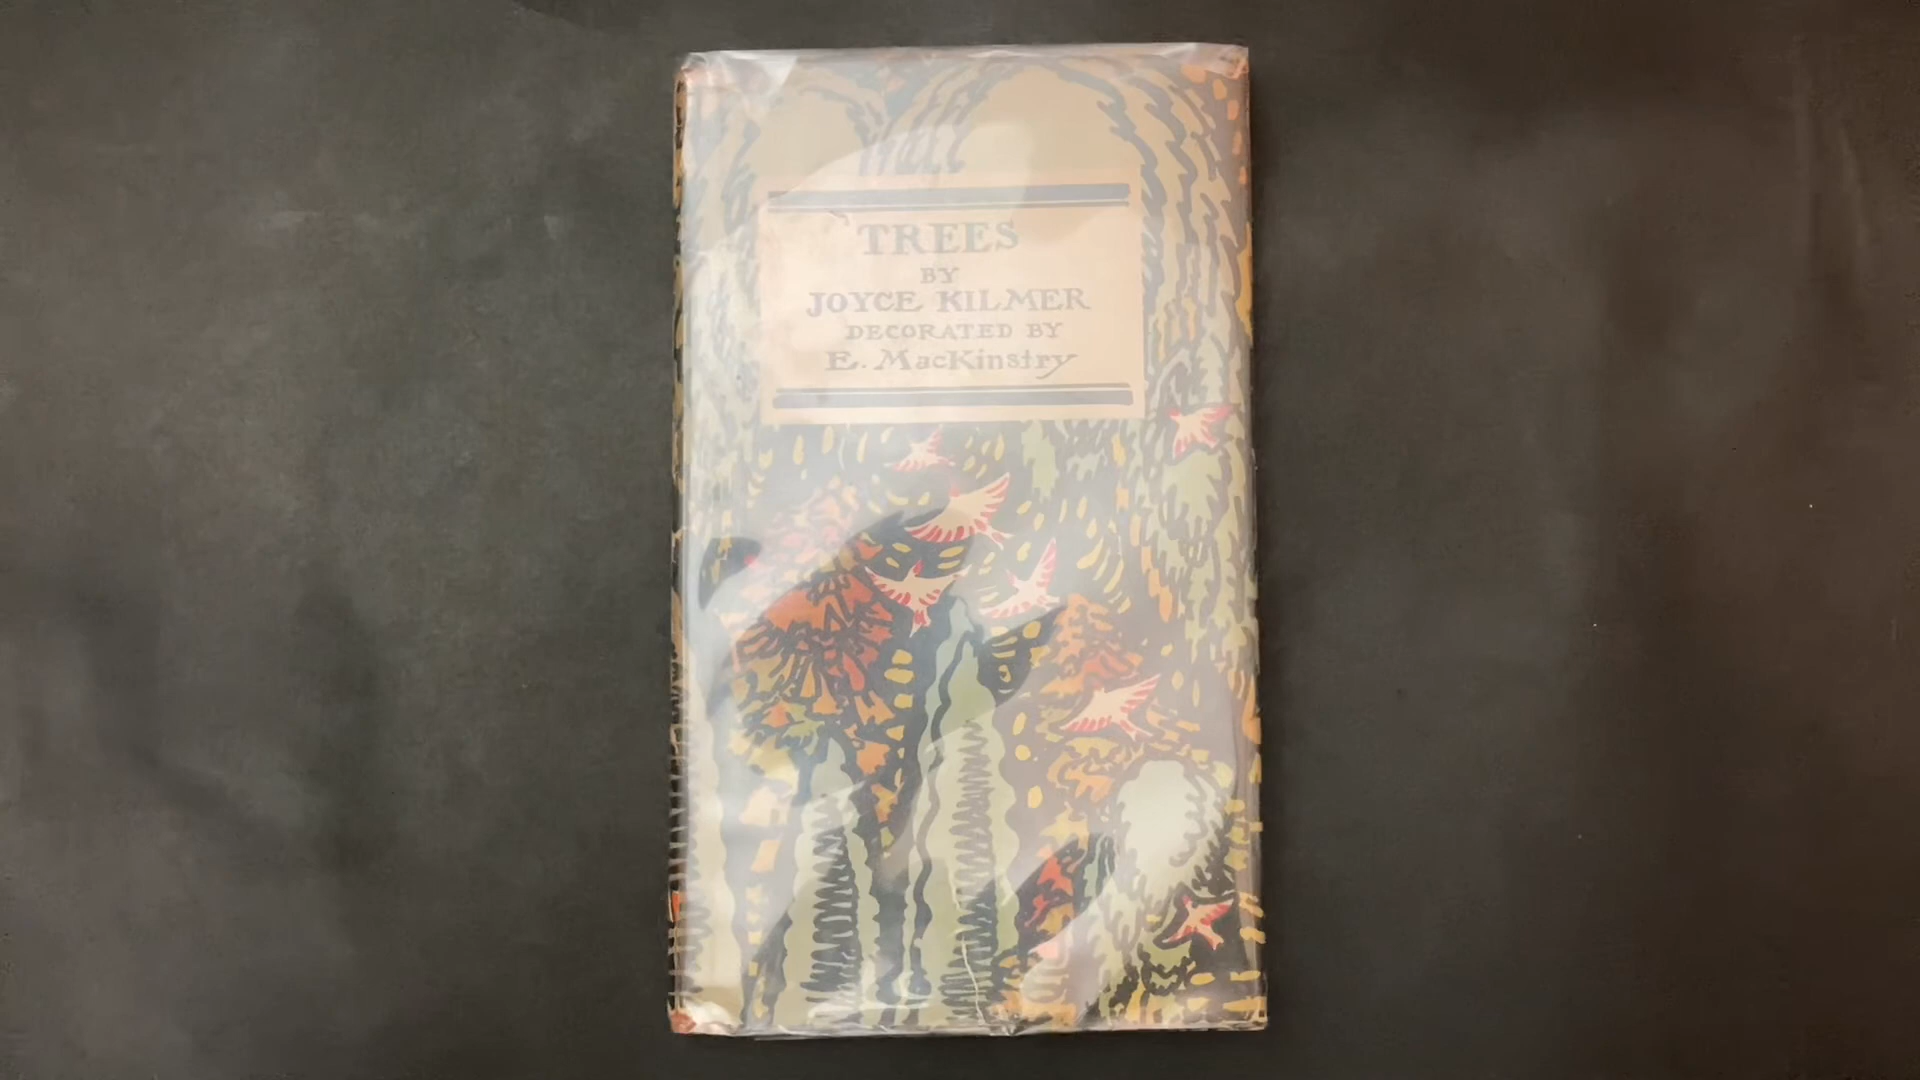 TREES
BY
JOYCE KILMER
DECORATED BY
E. MacKinstry